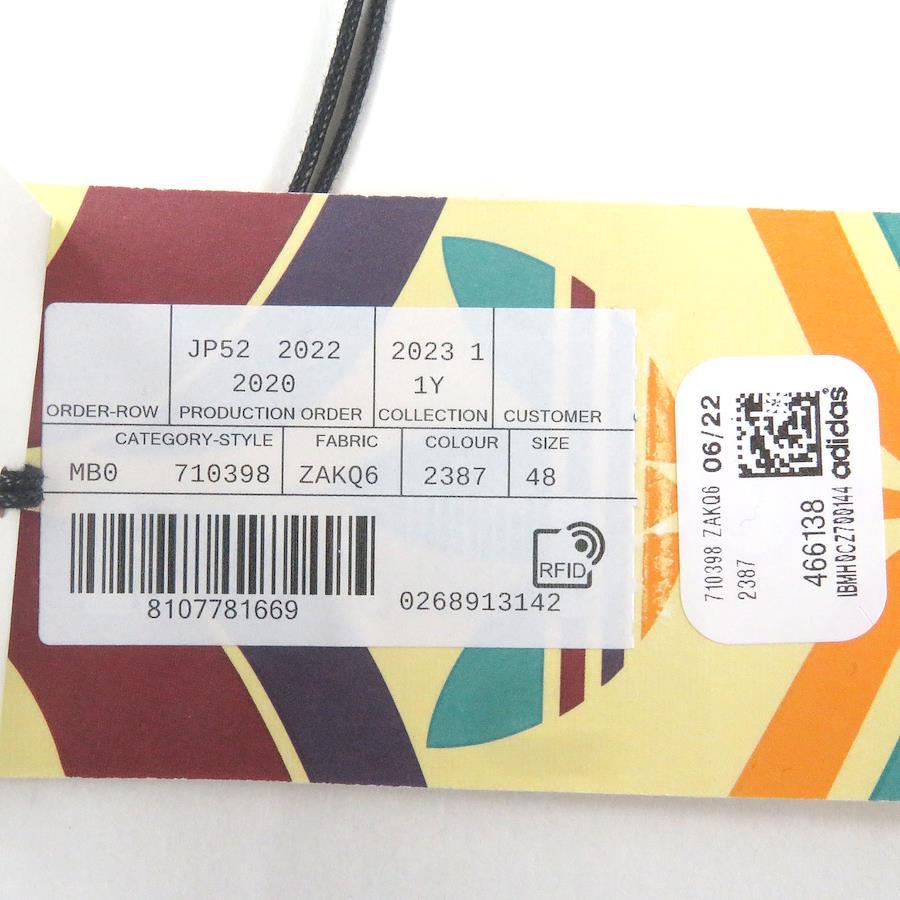 JP52 2022 2023 1
2020 1Y
ORDER-ROW PRODUCTION ORDER COLLECTION CUSTOMER
CATEGORY-STYLE FABRIC COLOUR SIZE
MB0 710398 ZAKQ6 2387 48
8107781669
RFID
0268913142
710398 ZAKQ6 06/22
2387
466138
IBMH0CZ700144 adidas